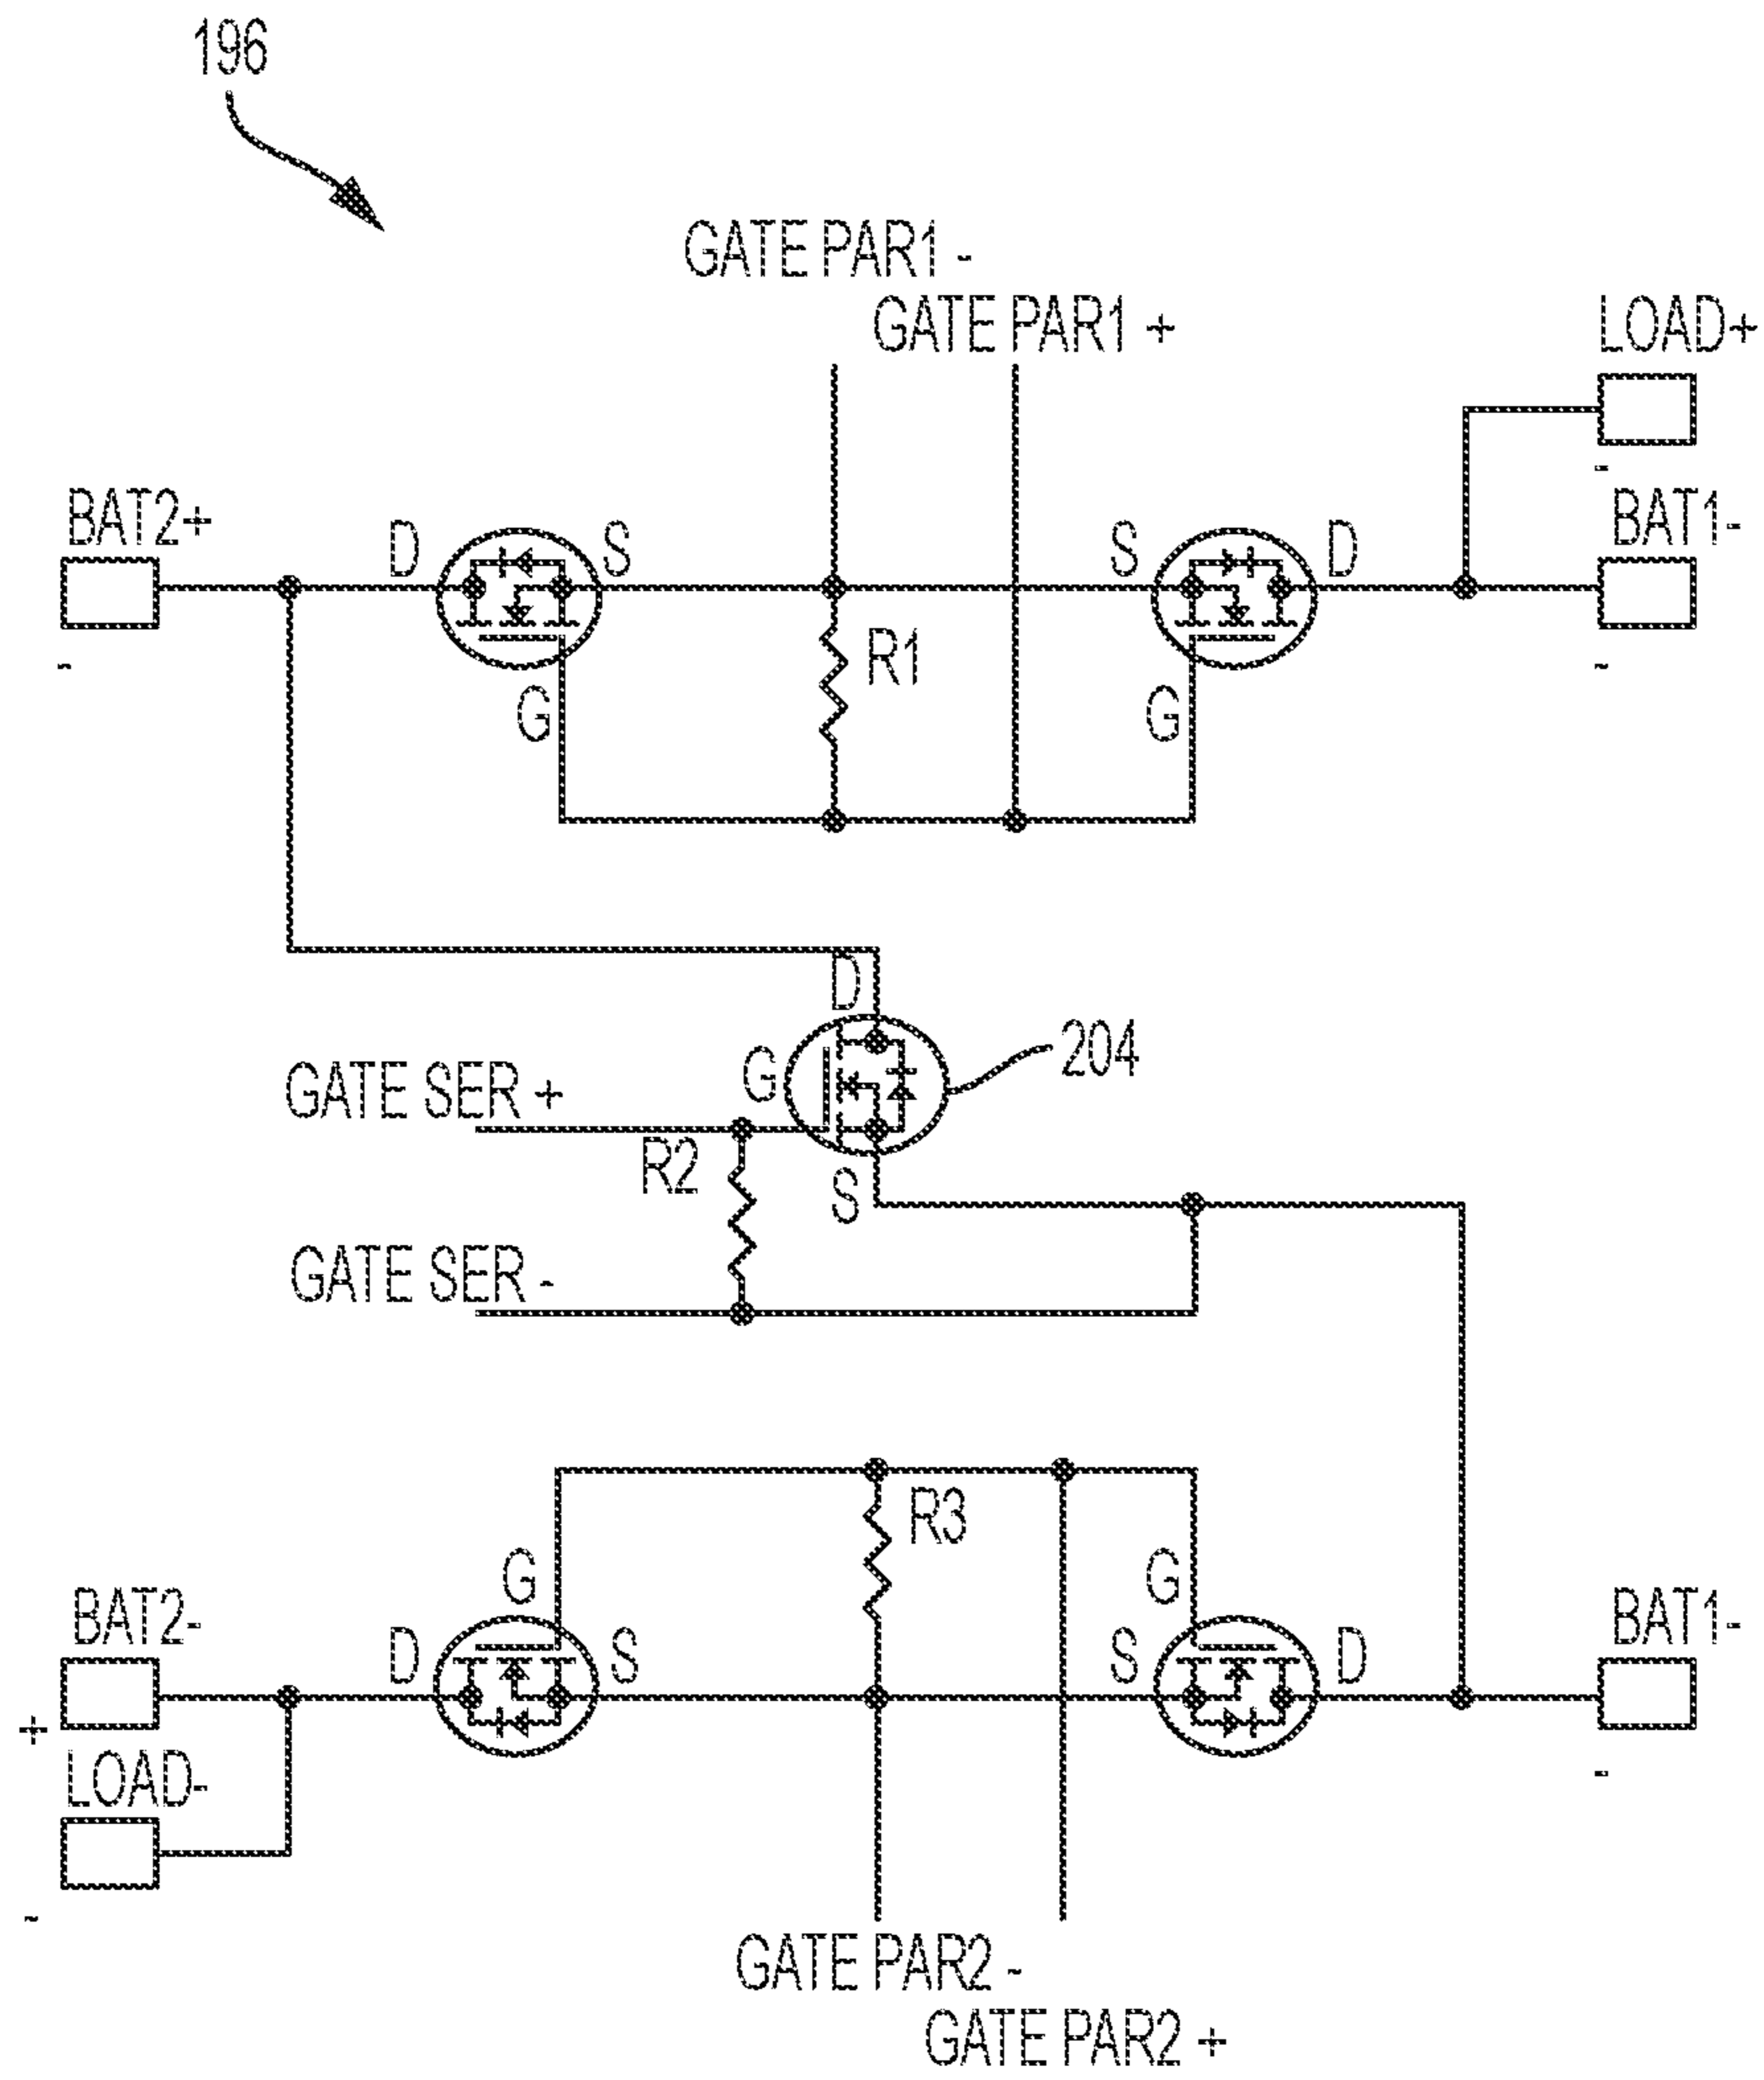 196
GATE PAR1 -
GATE PAR1 +
LOAD+
-
BAT2+
D
S
S
D
BAT1-
-
-
R1
G
G
D
G
204
GATE SER +
R2
S
GATE SER -
R3
G
G
BAT2-
D
S
S
D
BAT1-
+
LOAD-
-
-
GATE PAR2 -
GATE PAR2 +